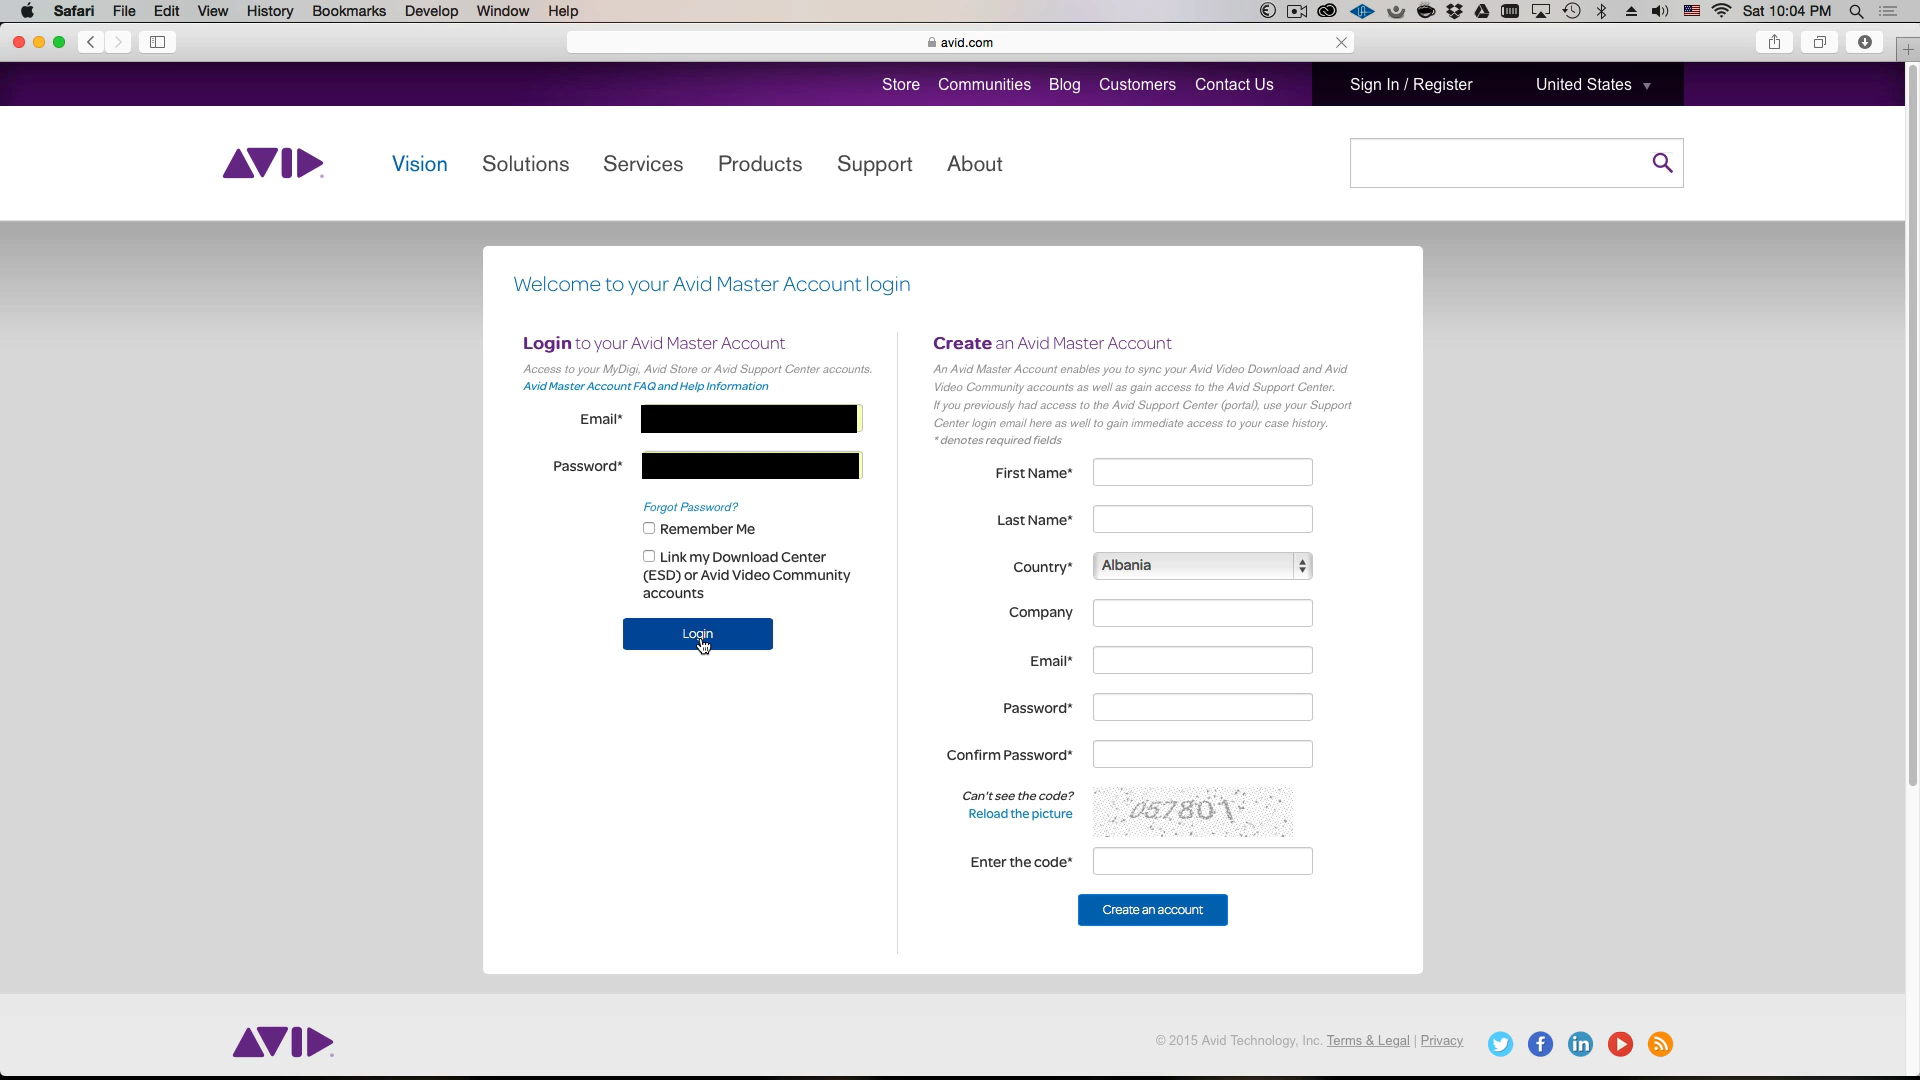 Safari File Edit View History Bookmarks Develop Window Help Sat 10:04 PM
avid.com
Store Communities Blog Customers Contact Us Sign In / Register United States
AVID Vision Solutions Services Products Support About
Welcome to your Avid Master Account login
Login to your Avid Master Account
Access to your MyDigi, Avid Store or Avid Support Center accounts.
Avid Master Account FAQ and Help Information
Email*
Password*
Forgot Password?
Remember Me
Link my Download Center
(ESD) or Avid Video Community
accounts
Login
Create an Avid Master Account
An Avid Master Account enables you to sync your Avid Video Download and Avid
Video Community accounts as well as gain access to the Avid Support Center.
If you previously had access to the Avid Support Center (portal), use your Support
Center login email here as well to gain immediate access to your case history.
* denotes required fields
First Name*
Last Name*
Country* Albania
Company
Email*
Password*
Confirm Password*
Can't see the code?
Reload the picture
057801
Enter the code*
Create an account
AVID © 2015 Avid Technology, Inc. Terms & Legal | Privacy